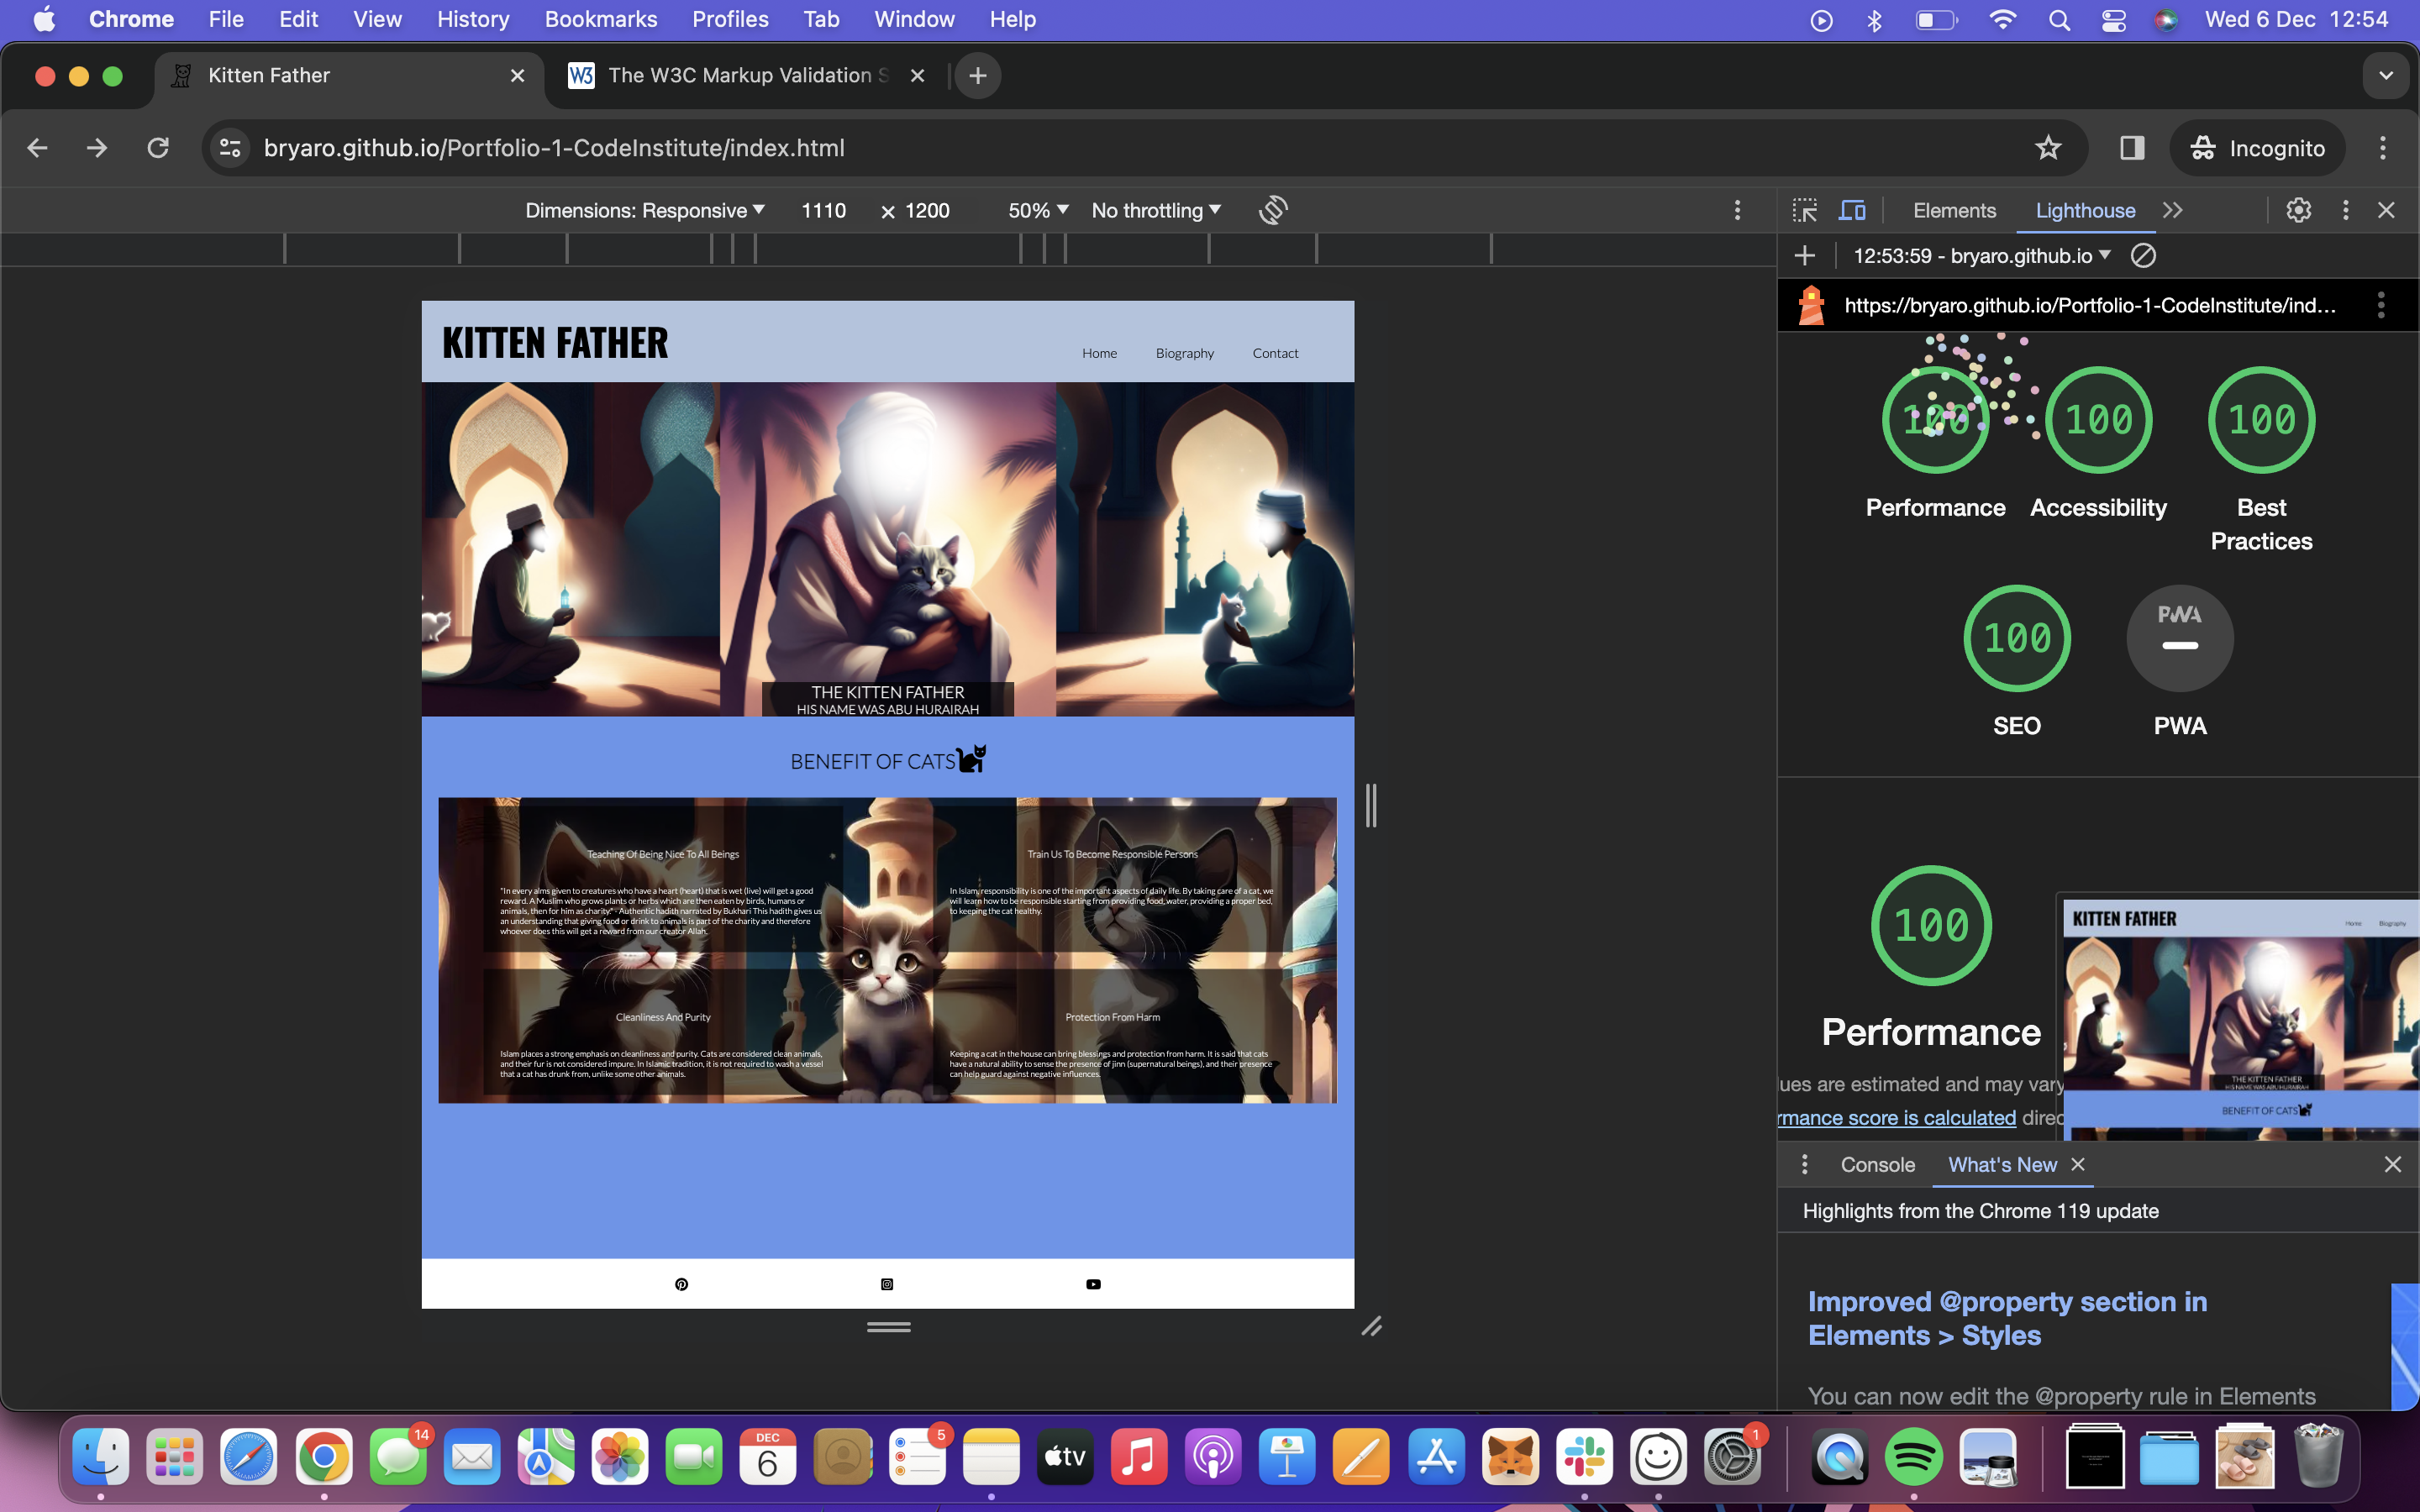 Chrome File Edit View History Bookmarks Profiles Tab Window Help Wed 6 Dec 12:54
Kitten Father W3 The W3C Markup Validation S
bryaro.github.io/Portfolio-1-CodeInstitute/index.html Incognito
Dimensions: Responsive 1110 × 1200 50% No throttling Elements Lighthouse
12:53:59 - bryaro.github.io
https://bryaro.github.io/Portfolio-1-CodeInstitute/ind...
KITTEN FATHER
Home Biography Contact
THE KITTEN FATHER
HIS NAME WAS ABU HURAIRAH
BENEFIT OF CATS
Teaching Of Being Nice To All Beings
"In every alms given to creatures who have a heart (heart) that is wet (live) will get a good
reward. A Muslim who grows plants or herbs which are then eaten by birds, humans or
animals, then for him as charity." - Authentic hadith narrated by Bukhari This hadith gives us
an understanding that giving food or drink to animals is part of the charity and therefore
whoever does this will get a reward from our creator Allah.
Train Us To Become Responsible Persons
In Islam, responsibility is one of the important aspects of daily life. By taking care of a cat, we
will learn how to be responsible starting from providing food, water, providing a proper bed,
to keeping the cat healthy.
Cleanliness And Purity
Islam places a strong emphasis on cleanliness and purity. Cats are considered clean animals,
and their fur is not considered impure. In Islamic tradition, it is not required to wash a vessel
that a cat has drunk from, unlike some other animals.
Protection From Harm
Keeping a cat in the house can bring blessings and protection from harm. It is said that cats
have a natural ability to sense the presence of jinn (supernatural beings), and their presence
can help guard against negative influences.
100 100 100
Performance Accessibility Best
Practices
100 PWA
SEO PWA
100
Performance
lues are estimated and may vary
rmance score is calculated direc
KITTEN FATHER
Home Biography
THE KITTEN FATHER
HIS NAME WAS ABU HURAIRAH
BENEFIT OF CATS
Console What's New
Highlights from the Chrome 119 update
Improved @property section in
Elements > Styles
You can now edit the @property rule in Elements
14 DEC 6 5 tv 1